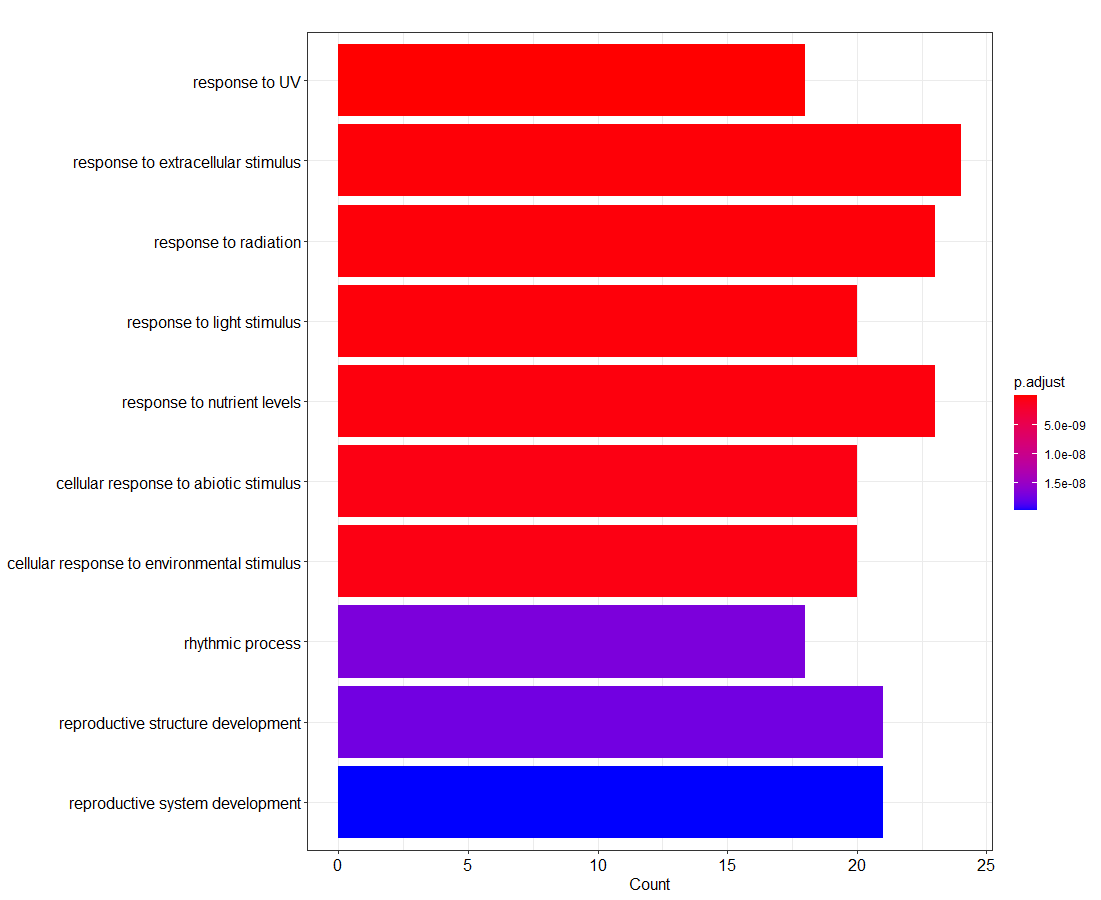 response to UV
response to extracellular stimulus
response to radiation
response to light stimulus
response to nutrient levels
cellular response to abiotic stimulus
cellular response to environmental stimulus
rhythmic process
reproductive structure development
reproductive system development
0 5 10 15 20 25
Count
p.adjust
5.0e-09
1.0e-08
1.5e-08